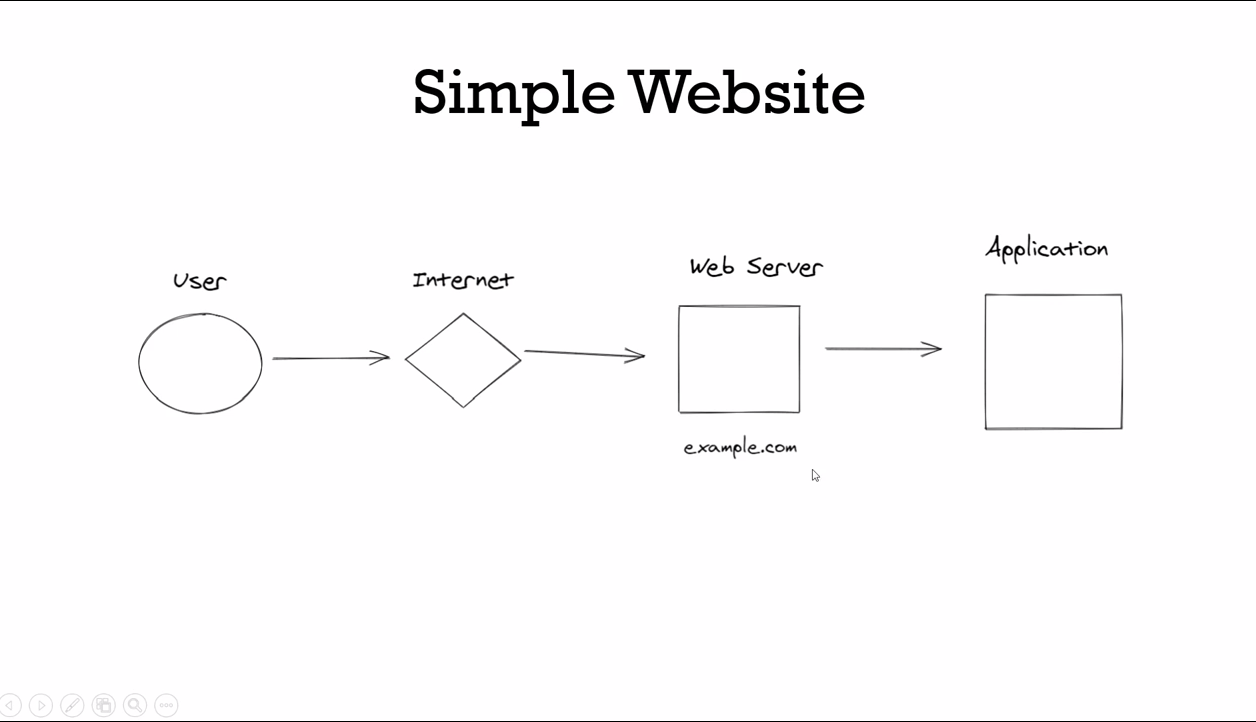 Simple Website
User
Internet
Web Server
Application
example.com